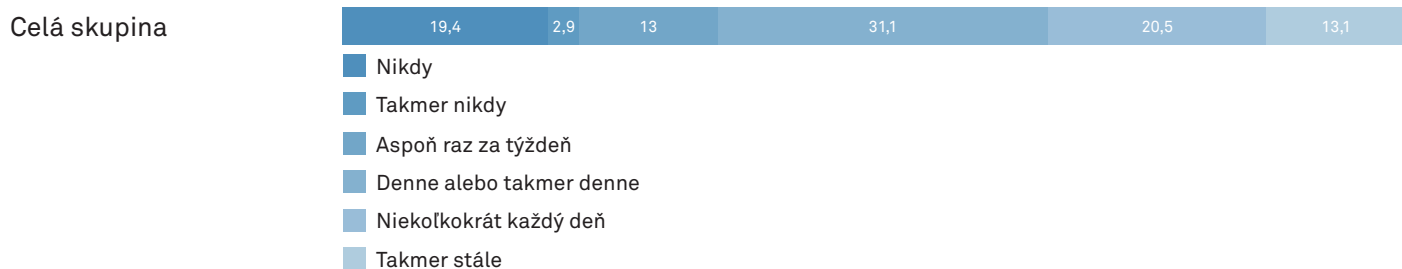 Celá skupina 19,4 2,9 13 31,1 20,5 13,1
Nikdy
Takmer nikdy
Aspoň raz za týždeň
Denne alebo takmer denne
Niekoľkokrát každý deň
Takmer stále